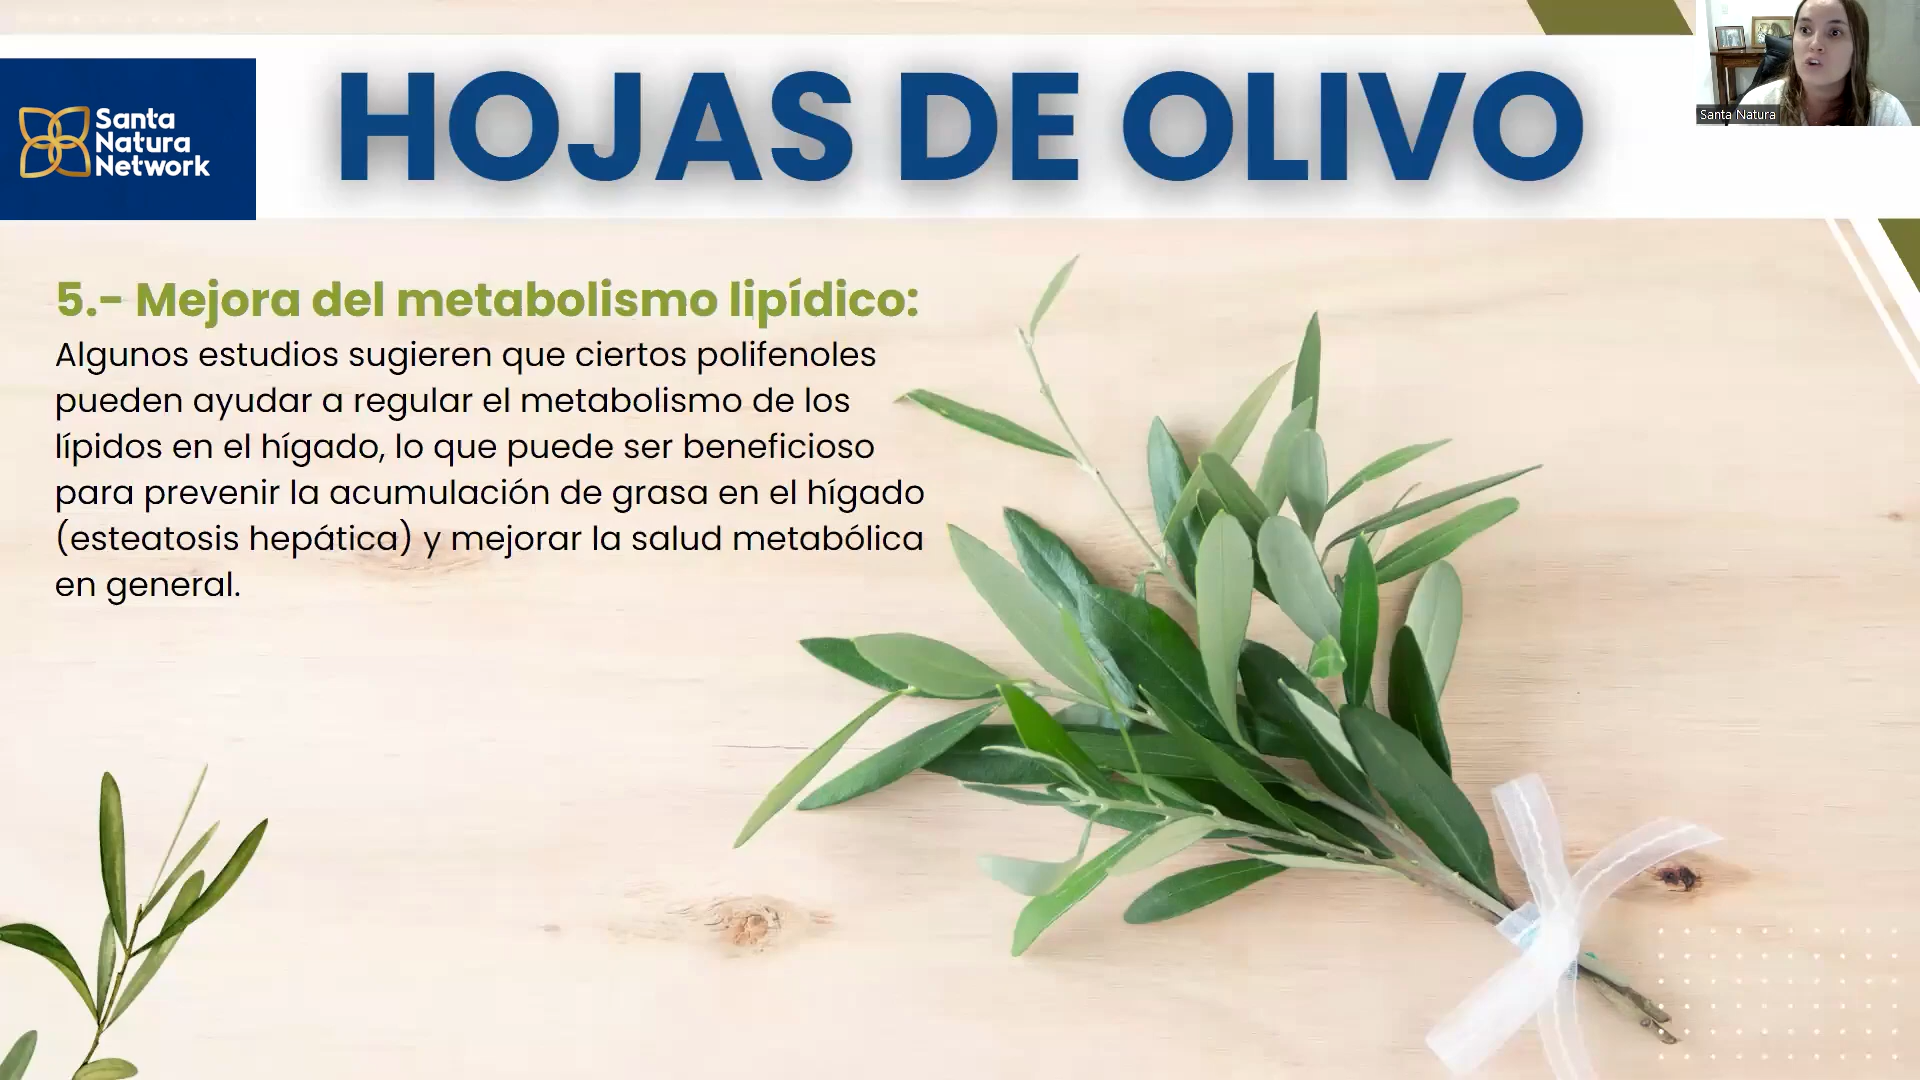 HOJAS DE OLIVO
Santa
Natura
Network
Santa Natura
5.- Mejora del metabolismo lipídico:
Algunos estudios sugieren que ciertos polifenoles
pueden ayudar a regular el metabolismo de los
lípidos en el hígado, lo que puede ser beneficioso
para prevenir la acumulación de grasa en el hígado
(esteatosis hepática) y mejorar la salud metabólica
en general.